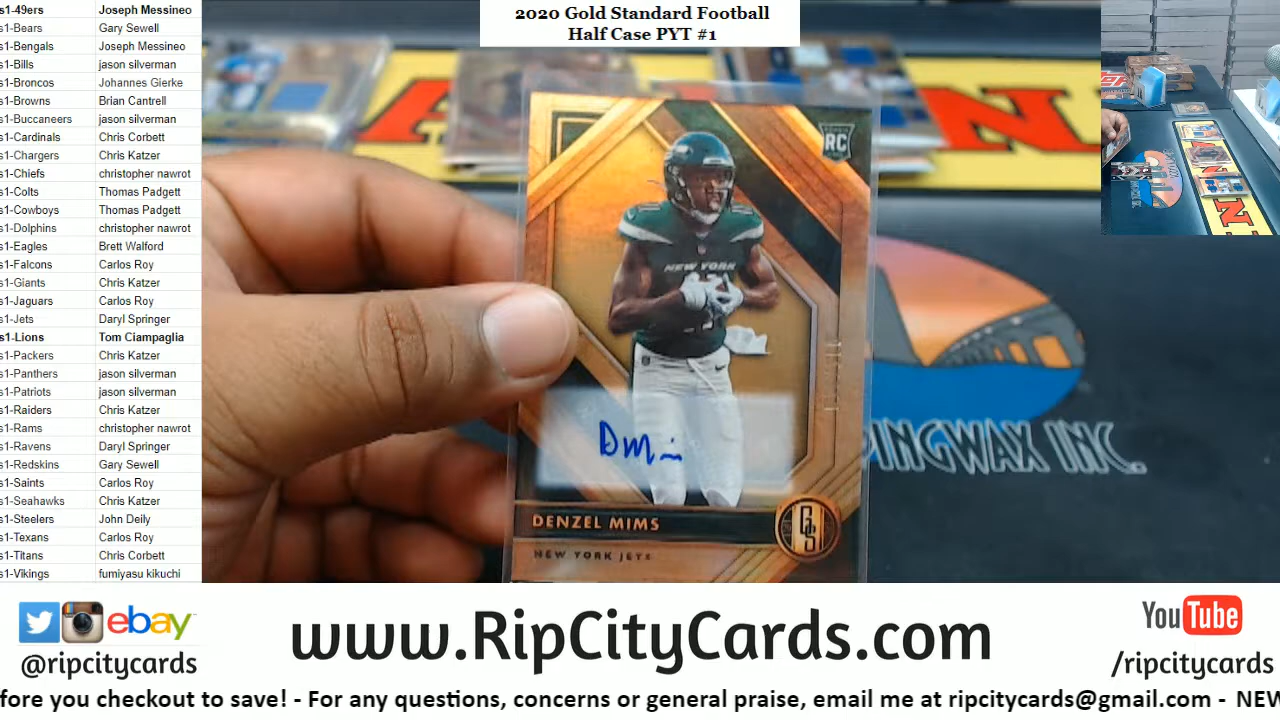 2020 Gold Standard Football
Half Case PYT #1
s1-49ers Joseph Messineo
s1-Bears Gary Sewell
s1-Bengals Joseph Messineo
s1-Bills jason silverman
s1-Broncos Johannes Gierke
s1-Browns Brian Cantrell
s1-Buccaneers jason silverman
s1-Cardinals Chris Corbett
s1-Chargers Chris Katzer
s1-Chiefs christopher nawrot
s1-Colts Thomas Padgett
s1-Cowboys Thomas Padgett
s1-Dolphins christopher nawrot
s1-Eagles Brett Walford
s1-Falcons Carlos Roy
s1-Giants Chris Katzer
s1-Jaguars Carlos Roy
s1-Jets Daryl Springer
s1-Lions Tom Ciampaglia
s1-Packers Chris Katzer
s1-Panthers jason silverman
s1-Patriots jason silverman
s1-Raiders Chris Katzer
s1-Rams christopher nawrot
s1-Ravens Daryl Springer
s1-Redskins Gary Sewell
s1-Saints Carlos Roy
s1-Seahawks Chris Katzer
s1-Steelers John Deily
s1-Texans Carlos Roy
s1-Titans Chris Corbett
s1-Vikings fumiyasu kikuchi
RC
NEW YORK
DMi
DENZEL MIMS
NEW YORK JETS
GS
PINGWAX INC.
ebay
@ripcitycards
www.RipCityCards.com
YouTube
/ripcitycards
fore you checkout to save! - For any questions, concerns or general praise, email me at ripcitycards@gmail.com - NEW